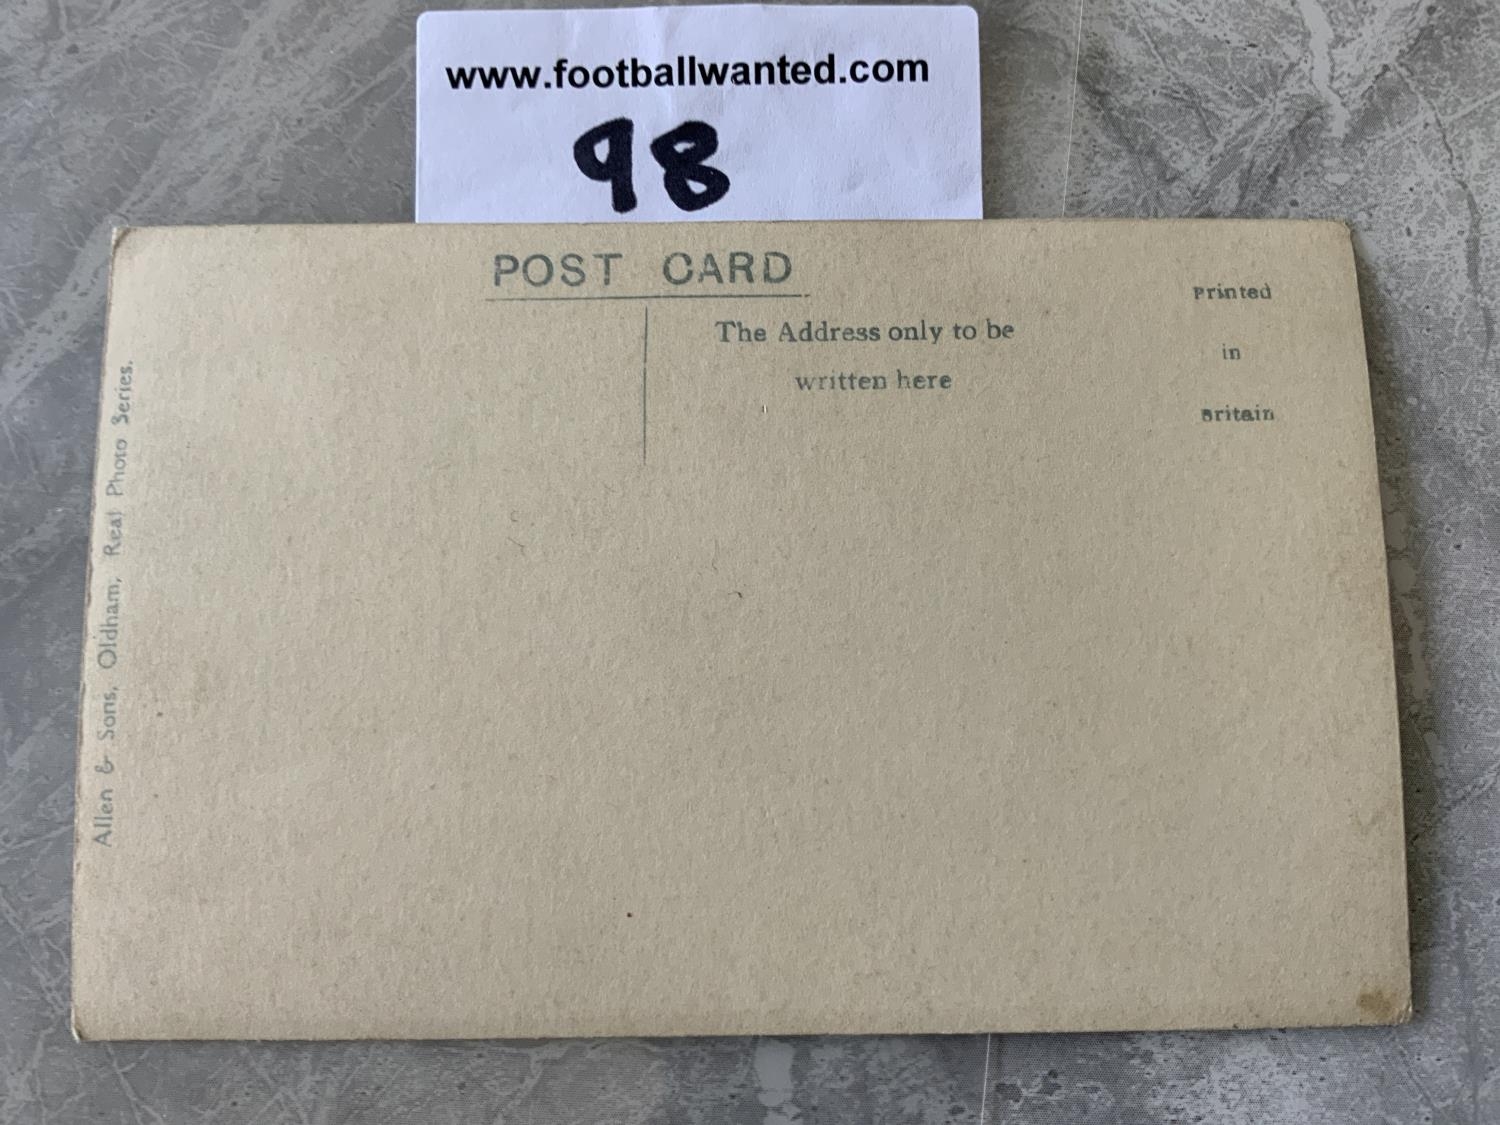 www.footballwanted.com
98
POST CARD
The Address only to be
written here
Printed
in
Britain
Allen & Sons, Oldham, Real Photo Series.